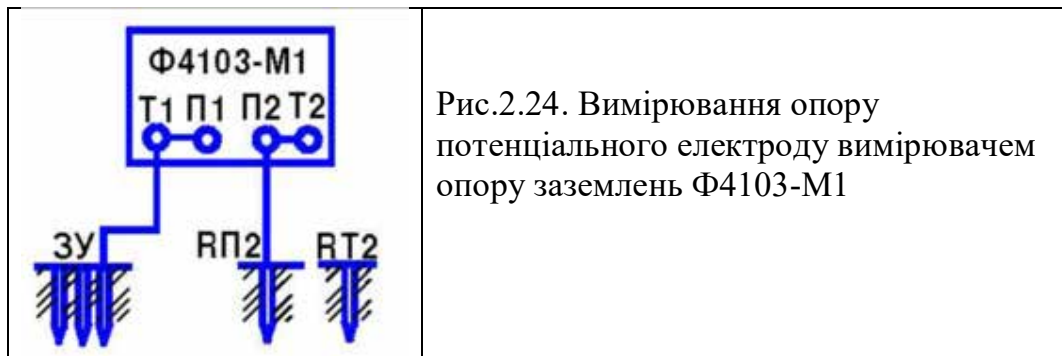 Ф4103-М1
Т1 П1 П2 Т2
ЗУ RП2 RТ2
Рис.2.24. Вимірювання опору
потенціального електроду вимірювачем
опору заземлень Ф4103-М1